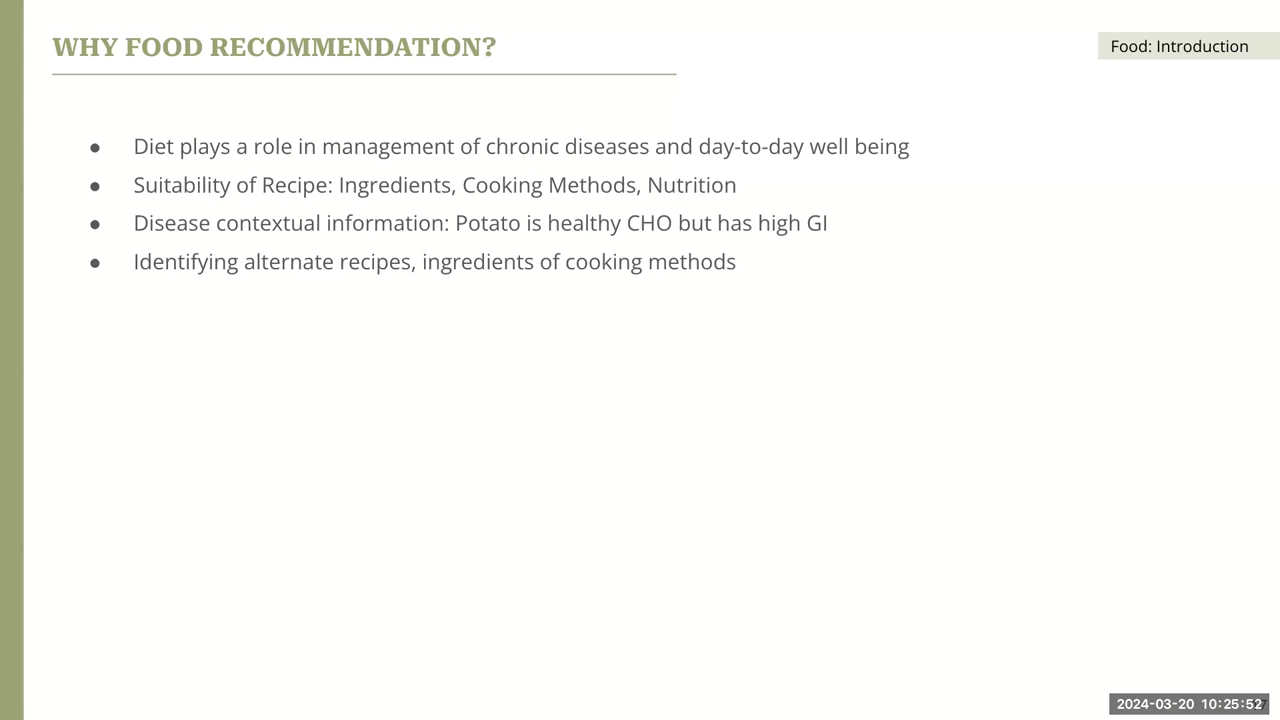 WHY FOOD RECOMMENDATION?
Food: Introduction
● Diet plays a role in management of chronic diseases and day-to-day well being
● Suitability of Recipe: Ingredients, Cooking Methods, Nutrition
● Disease contextual information: Potato is healthy CHO but has high GI
● Identifying alternate recipes, ingredients of cooking methods
2024-03-20 10:25:52